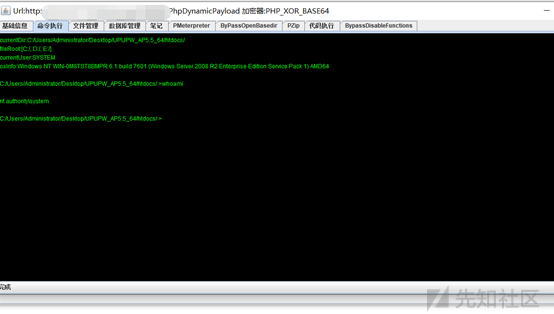 Url:http: PhpDynamicPayload 加密器:PHP_XOR_BASE64
基础信息 命令执行 文件管理 数据库管理 笔记 PMeterpreter ByPassOpenBasedir PZip 代码执行 BypassDisableFunctions
currentDir:C:/Users/Administrator/Desktop/UPUPW_AP5.5_64/htdocs/
fileRoot:[C:/, D:/, E:/]
currentUser:SYSTEM
osInfo:Windows NT WIN-0M8TST8BMPR 6.1 build 7601 (Windows Server 2008 R2 Enterprise Edition Service Pack 1) AMD64
C:/Users/Administrator/Desktop/UPUPW_AP5.5_64/htdocs/ >whoami
nt authority\system
C:/Users/Administrator/Desktop/UPUPW_AP5.5_64/htdocs/ >
完成
先知社区